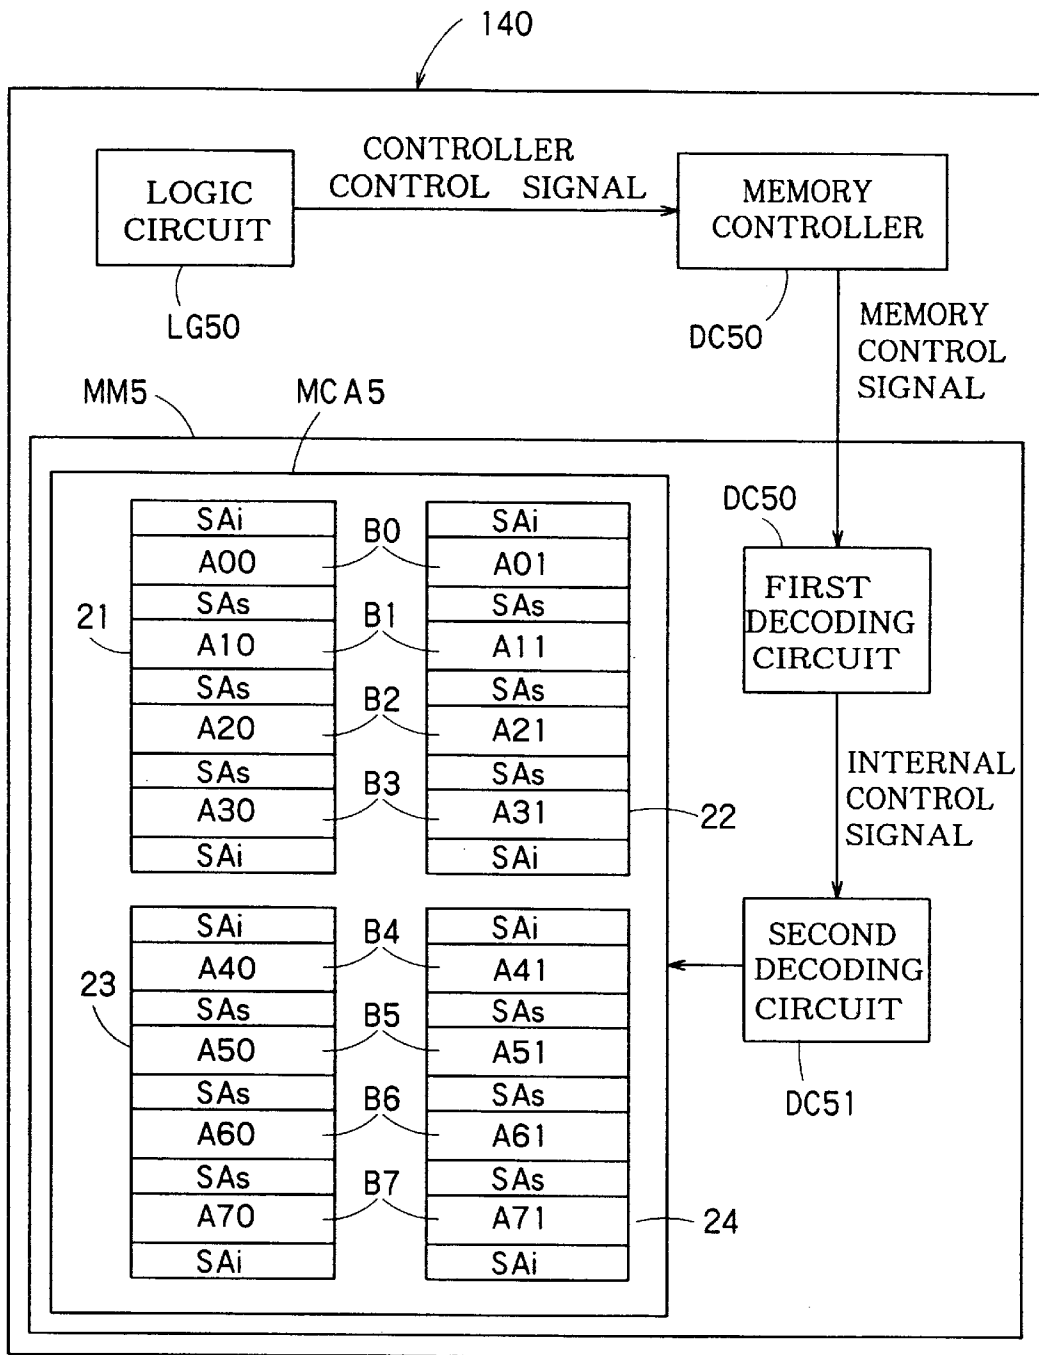 140
CONTROLLER
CONTROL SIGNAL
LOGIC
CIRCUIT
MEMORY
CONTROLLER
LG50
DC50
MEMORY
CONTROL
SIGNAL
MM5
MCA5
SAi
A00
SAs
A10
SAs
A20
SAs
A30
SAi
21
B0
B1
B2
B3
SAi
A01
SAs
A11
SAs
A21
SAs
A31
SAi
22
DC50
FIRST
DECODING
CIRCUIT
INTERNAL
CONTROL
SIGNAL
SAi
A40
SAs
A50
SAs
A60
SAs
A70
SAi
23
B4
B5
B6
B7
SAi
A41
SAs
A51
SAs
A61
SAs
A71
SAi
24
SECOND
DECODING
CIRCUIT
DC51